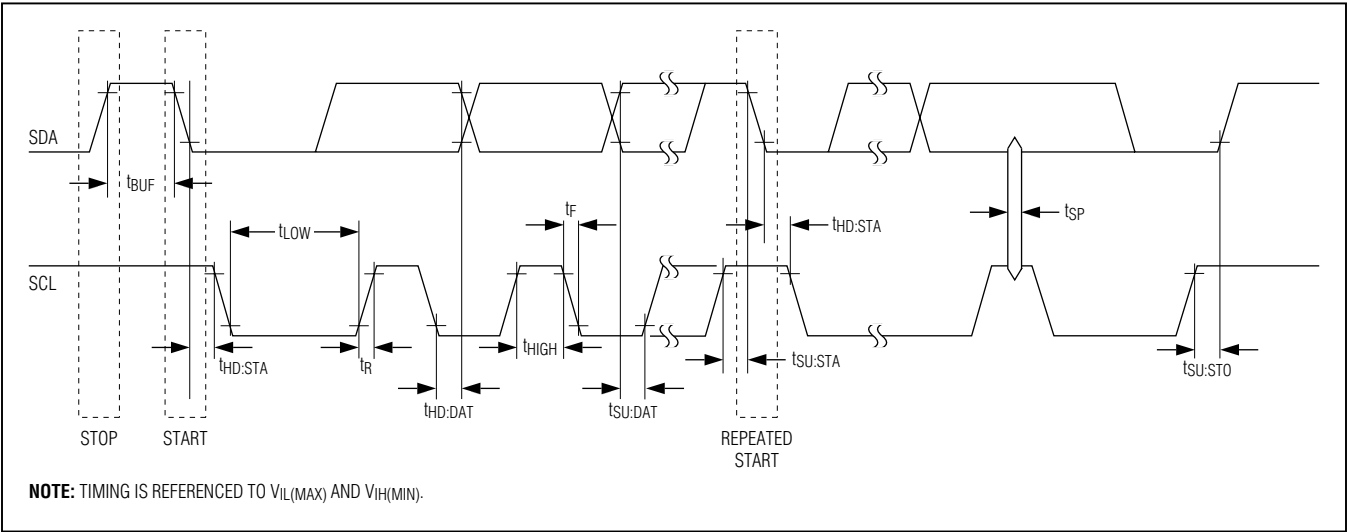 SDA
tBUF
tF
tLOW
tHD:STA
tSP
SCL
tHD:STA
tR
tHIGH
tSU:STA
tSU:STO
tHD:DAT
tSU:DAT
STOP
START
REPEATED
START
NOTE: TIMING IS REFERENCED TO VIL(MAX) AND VIH(MIN).